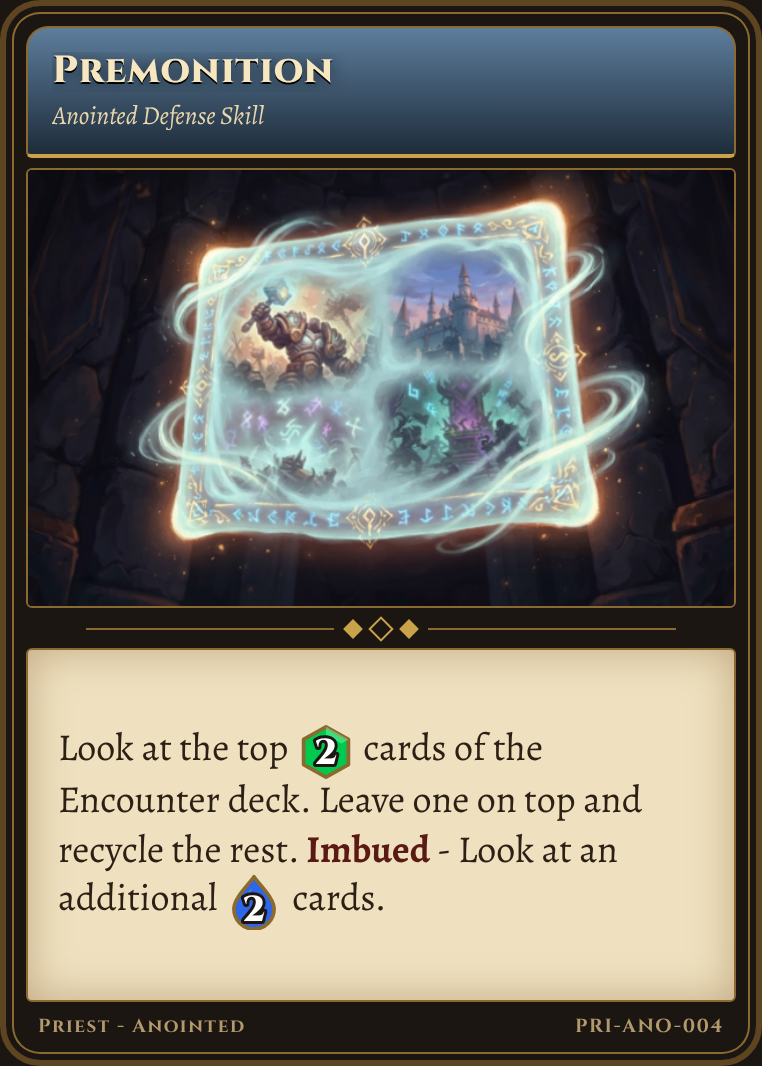 Premonition
Anointed Defense Skill
Look at the top 2 cards of the
Encounter deck. Leave one on top and
recycle the rest. Imbued - Look at an
additional 2 cards.
Priest - Anointed
PRI-ANO-004